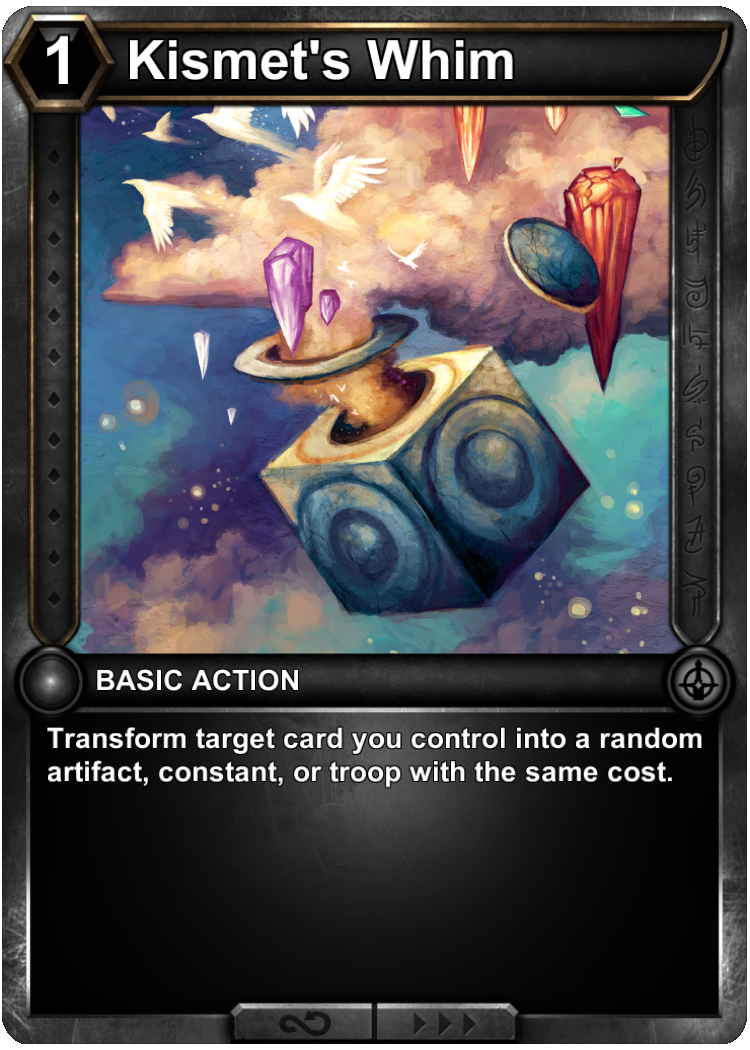 1
Kismet's Whim
BASIC ACTION
Transform target card you control into a random
artifact, constant, or troop with the same cost.